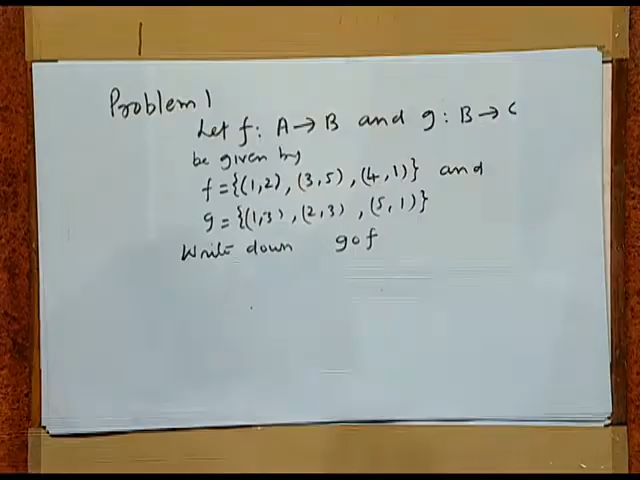 Problem 1
Let f: A→B and g: B→C
be given by
f={(1,2), (3,5), (4,1)} and
g={(1,3), (2,3), (5,1)}
Write down gof